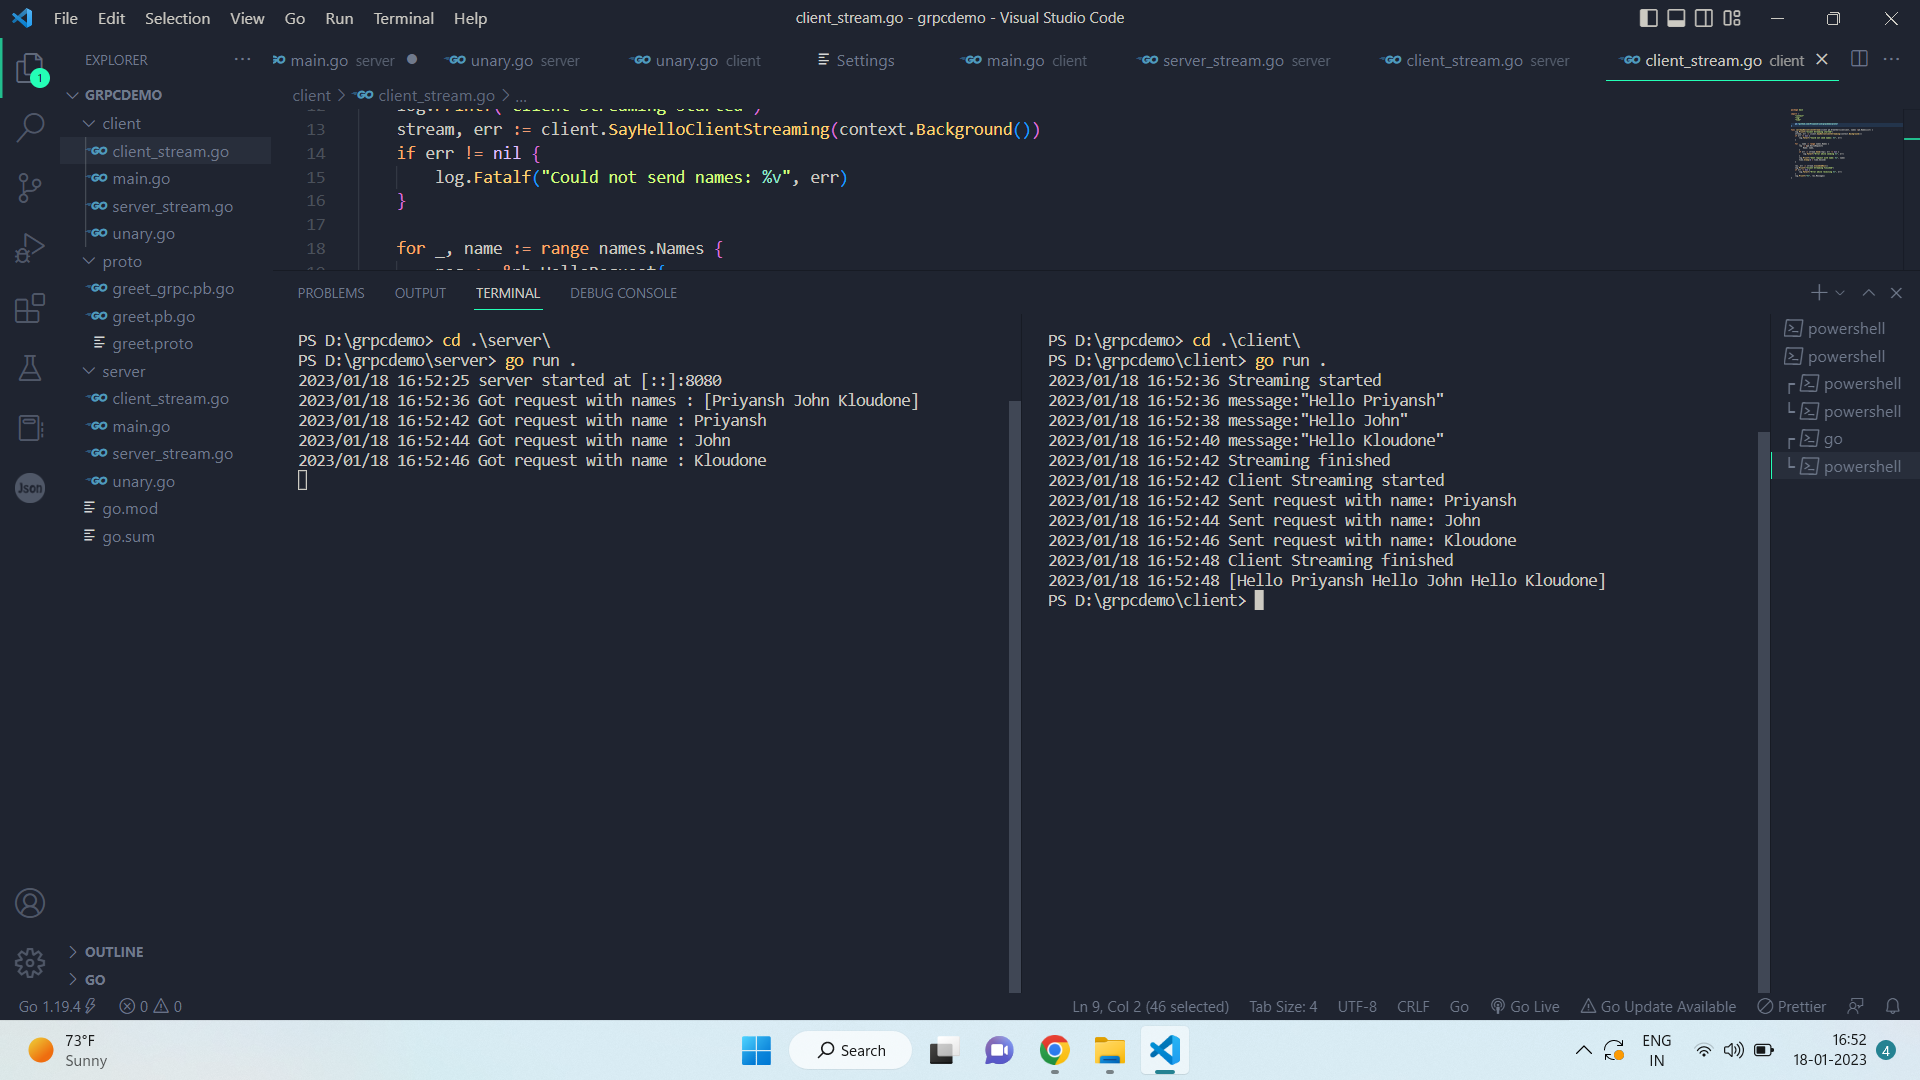 File Edit Selection View Go Run Terminal Help
client_stream.go - grpcdemo - Visual Studio Code
1
EXPLORER
main.go server
unary.go server
unary.go client
Settings
main.go client
server_stream.go server
client_stream.go server
client_stream.go client
GRPCDEMO
client
client_stream.go
main.go
server_stream.go
unary.go
proto
greet_grpc.pb.go
greet.pb.go
greet.proto
server
client_stream.go
main.go
server_stream.go
unary.go
go.mod
go.sum
Json
OUTLINE
GO
client > client_stream.go > ...
13 stream, err := client.SayHelloClientStreaming(context.Background())
14 if err != nil {
15 log.Fatalf("Could not send names: %v", err)
16 }
17
18 for _, name := range names.Names {
PROBLEMS OUTPUT TERMINAL DEBUG CONSOLE
PS D:\grpcdemo> cd .\server\
PS D:\grpcdemo\server> go run .
2023/01/18 16:52:25 server started at [::]:8080
2023/01/18 16:52:36 Got request with names : [Priyansh John Kloudone]
2023/01/18 16:52:42 Got request with name : Priyansh
2023/01/18 16:52:44 Got request with name : John
2023/01/18 16:52:46 Got request with name : Kloudone
PS D:\grpcdemo> cd .\client\
PS D:\grpcdemo\client> go run .
2023/01/18 16:52:36 Streaming started
2023/01/18 16:52:36 message:"Hello Priyansh"
2023/01/18 16:52:38 message:"Hello John"
2023/01/18 16:52:40 message:"Hello Kloudone"
2023/01/18 16:52:42 Streaming finished
2023/01/18 16:52:42 Client Streaming started
2023/01/18 16:52:42 Sent request with name: Priyansh
2023/01/18 16:52:44 Sent request with name: John
2023/01/18 16:52:46 Sent request with name: Kloudone
2023/01/18 16:52:48 Client Streaming finished
2023/01/18 16:52:48 [Hello Priyansh Hello John Hello Kloudone]
PS D:\grpcdemo\client>
powershell
powershell
powershell
powershell
go
powershell
Go 1.19.4 0 0
Ln 9, Col 2 (46 selected) Tab Size: 4 UTF-8 CRLF Go Go Live Go Update Available Prettier
73°F
Sunny
Search
ENG
IN
16:52
18-01-2023
4